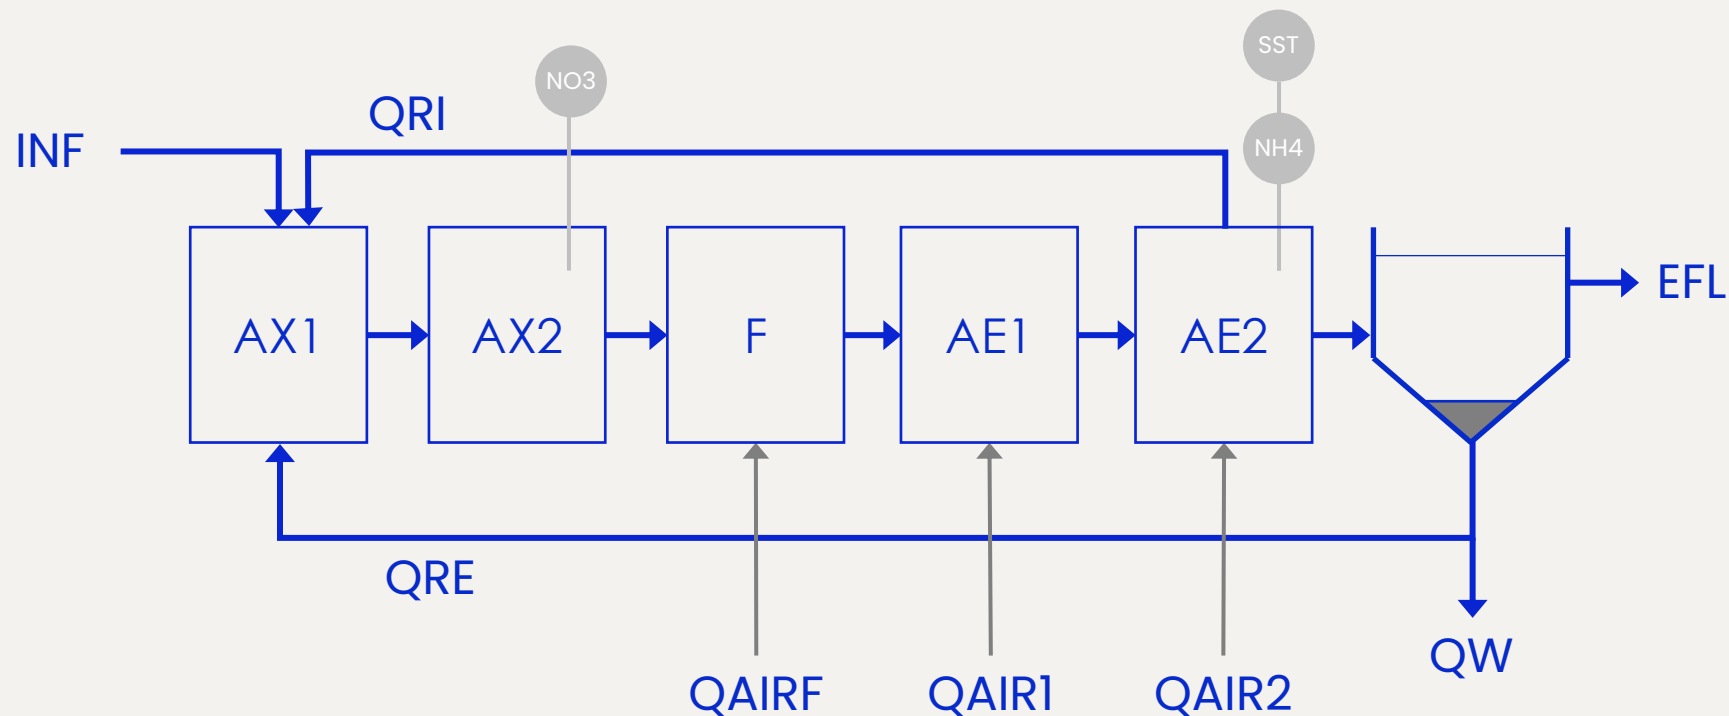 SST
NO3
QRI
INF
NH4
EFL
AX1
AX2
F
AE1
AE2
QRE
QW
QAIRF
QAIR1
QAIR2